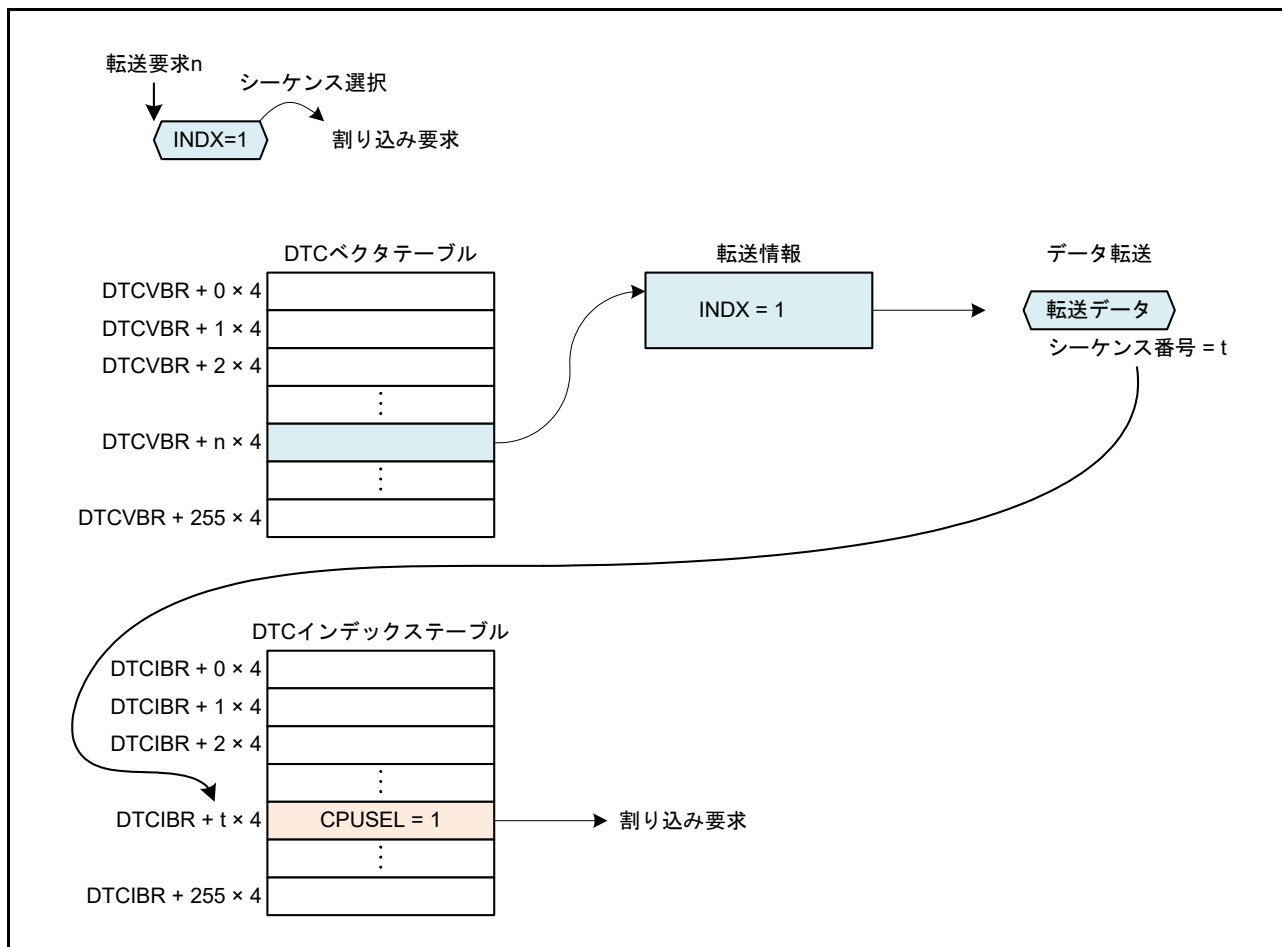 転送要求n
シーケンス選択
INDX=1
割り込み要求
DTCベクタテーブル
転送情報
データ転送
DTCVBR + 0 × 4
DTCVBR + 1 × 4
DTCVBR + 2 × 4
⋮
DTCVBR + n × 4
⋮
DTCVBR + 255 × 4
INDX = 1
転送データ
シーケンス番号 = t
DTCインデックステーブル
DTCIBR + 0 × 4
DTCIBR + 1 × 4
DTCIBR + 2 × 4
⋮
DTCIBR + t × 4
CPUSEL = 1
割り込み要求
⋮
DTCIBR + 255 × 4